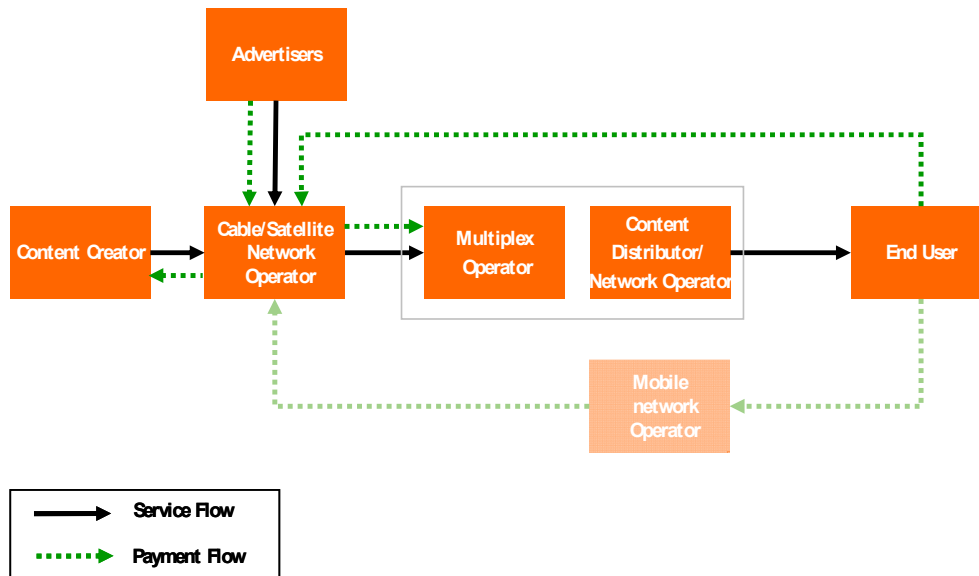 Advertisers
Content Creator
Cable/Satellite
Network
Operator
Multiplex
Operator
Content
Distributor/
Network Operator
End User
Mobile
network
Operator
Service Flow
Payment Flow